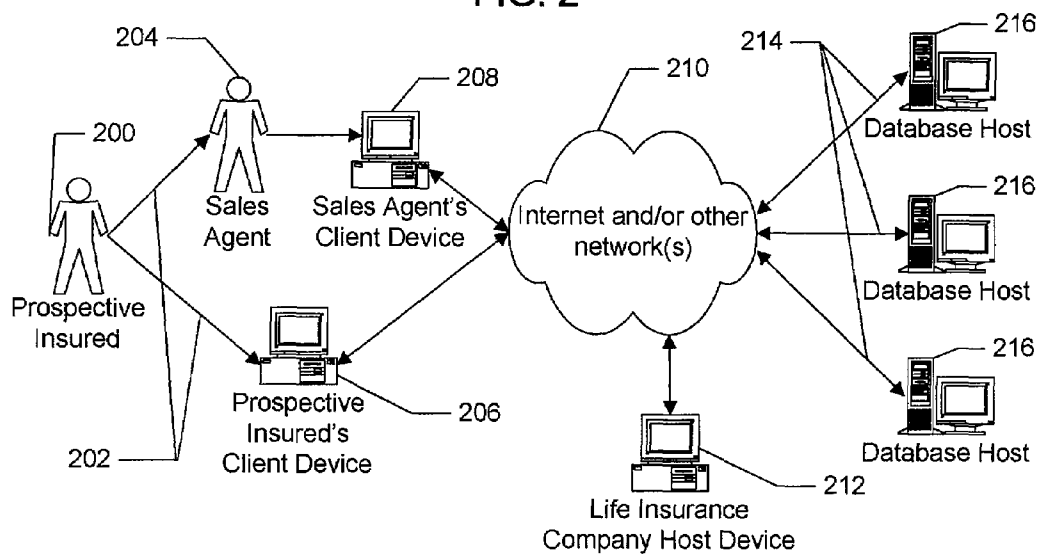 FIG. 2
204
208
210
214
216
200
Database Host
Sales
Agent
Sales Agent's
Client Device
Internet and/or other
network(s)
216
Prospective
Insured
Database Host
216
206
Prospective
Insured's
Client Device
202
212
Database Host
Life Insurance
Company Host Device